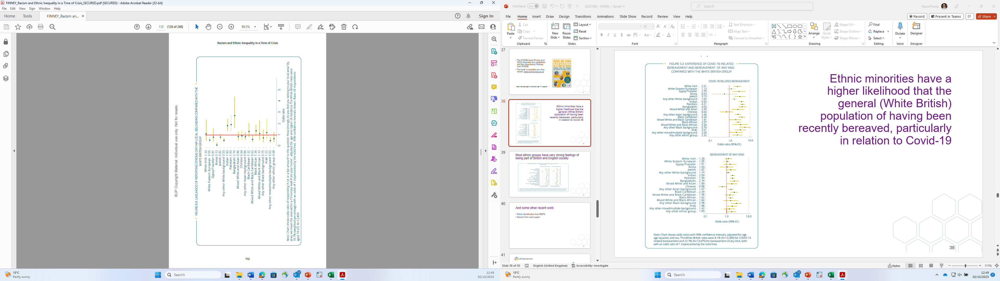 FINNEY_Racism and Ethnic Inequality in a Time of Crisis_SECURED.pdf (SECURED) - Adobe Acrobat Reader (32-bit)
File Edit View Sign Window Help
Home Tools FINNEY_Racism an... × Sign In
112 (126 of 248) 89.3%
Racism and Ethnic Inequality in a Time of Crisis
BUP Copyright Material: Individual use only. Not for resale.
FIGURE 6.9: LIKELIHOOD OF REPORTING STRONG OR FAIR LOCAL BELONGING COMPARED WITH THE
WHITE BRITISH GROUP
White Irish 1.10
White Eastern European 0.55
Gypsy/Traveller 0.81
Roma 0.13
Jewish 0.82
Any other White background 0.53
Indian 1.83
Pakistani 1.93
Bangladeshi 2.70
Mixed White and Asian 0.86
Chinese 0.94
Any other Asian background 0.86
Black Caribbean 1.32
Mixed White and Black Caribbean 0.62
Black African 1.36
Mixed White and Black African 1.13
Any other Black background 0.75
Arab 1.22
Any other mixed/multiple background 0.52
Any other ethnic group 0.68
0 1 2 3 4 5
Odds ratio
Note: Chart shows odds ratio of responding 'A lot or a fair amount' to the question 'How strongly do you feel you belong to your local area? By
area, we mean the area within a 15-minute walk from your home', adjusted for age and region of residence. The White British rates were
76.7% (weighted percentage) with an odds of 1 (represented by the solid line). 95% confidence intervals shown. Base: All respondents
aged 18–65. N=12,499
112
15°C
Partly sunny
Search
12:49
02/10/2023
AutoSave On 20231003 - EVENS • Saved Search Nissa Finney
File Home Insert Draw Design Transitions Animations Slide Show Record Review View Help Record Present in Teams Share
Paste Cut
Copy
Format Painter
Clipboard
New Slide Reuse Slides Layout
Reset
Section
Slides
30
Font
Text Direction
Align Text
Convert to SmartArt
Paragraph
Arrange Quick Styles Shape Fill
Shape Outline
Shape Effects
Drawing
Find
Replace
Select
Editing
Dictate
Voice
Designer
Designer
37
• The EVENS book (Finney et al
2023) illustrates the capabilities
and key (descriptive) findings
from EVENS
• The book is available as a free
ebook: www.evensurvey.co.uk
RACISM AND ETHNIC
INEQUALITY
IN A TIME OF CRISIS
Note: the analyses in the book use V1 weights
38
Ethnic minorities have a
higher likelihood that the
general (White British)
population of having been
recently bereaved, particularly
in relation to Covid-19
39
Most ethnic groups have very strong feelings of
being part of British and English society
40
And some other recent work:
• Ethnic identification from BSPS
• Racism from Laia's paper
41
UK Data Service
FIGURE 5.2: EXPERIENCE OF COVID-19-RELATED
BEREAVEMENT AND BEREAVEMENT OF ANY KIND
COMPARED WITH THE WHITE BRITISH GROUP
COVID-19 RELATED BEREAVEMENT
White Irish - 2.31
White Eastern European - 1.13
Gypsy/Traveller - 2.75
Roma - 0.53
Jewish - 3.13
Any other White background - 1.62
Indian - 5.54
Pakistani - 4.21
Bangladeshi - 4.03
Mixed White and Asian - 2.45
Chinese - 0.64
Any other Asian background - 2.46
Black Caribbean - 4.26
Mixed White and Black Caribbean - 1.91
Black African - 2.57
Mixed White and Black African - 3.30
Any other Black background - 5.70
Arab - 3.41
Any other mixed/multiple background - 2.05
Any other ethnic group - 2.32
0.1 1.0 10.0
Odds ratio (95% CI )
BEREAVEMENT OF ANY KIND
White Irish - 1.28
White Eastern European - 1.05
Gypsy/Traveller - 1.51
Roma - 1.03
Jewish - 1.67
Any other White background - 1.24
Indian - 2.00
Pakistani - 1.94
Bangladeshi - 2.34
Mixed White and Asian - 1.89
Chinese - 0.68
Any other Asian background - 1.67
Black Caribbean - 2.39
Mixed White and Black Caribbean - 1.46
Black African - 1.62
Mixed White and Black African - 1.64
Any other Black background - 2.98
Arab - 1.88
Any other mixed/multiple background - 1.42
Any other ethnic group - 1.83
0.1 1.0 10.0
Odds ratio (95% CI )
Note: Chart shows odds ratios with 95% confidence intervals, adjusted for age,
age squared, and sex. The White British rates were 8.1% (N=13,389) for COVID-19
related bereavement and 22.7% (N=13,675) for bereavement of any kind, both
with an odds ratio of 1 (represented by the solid line).
Ethnic minorities have a
higher likelihood that the
general (White British)
population of having been
recently bereaved, particularly
in relation to Covid-19
38
Slide 38 of 50 English (United Kingdom) Accessibility: Investigate Notes 111%
15°C
Partly sunny
Search
12:49
02/10/2023
21